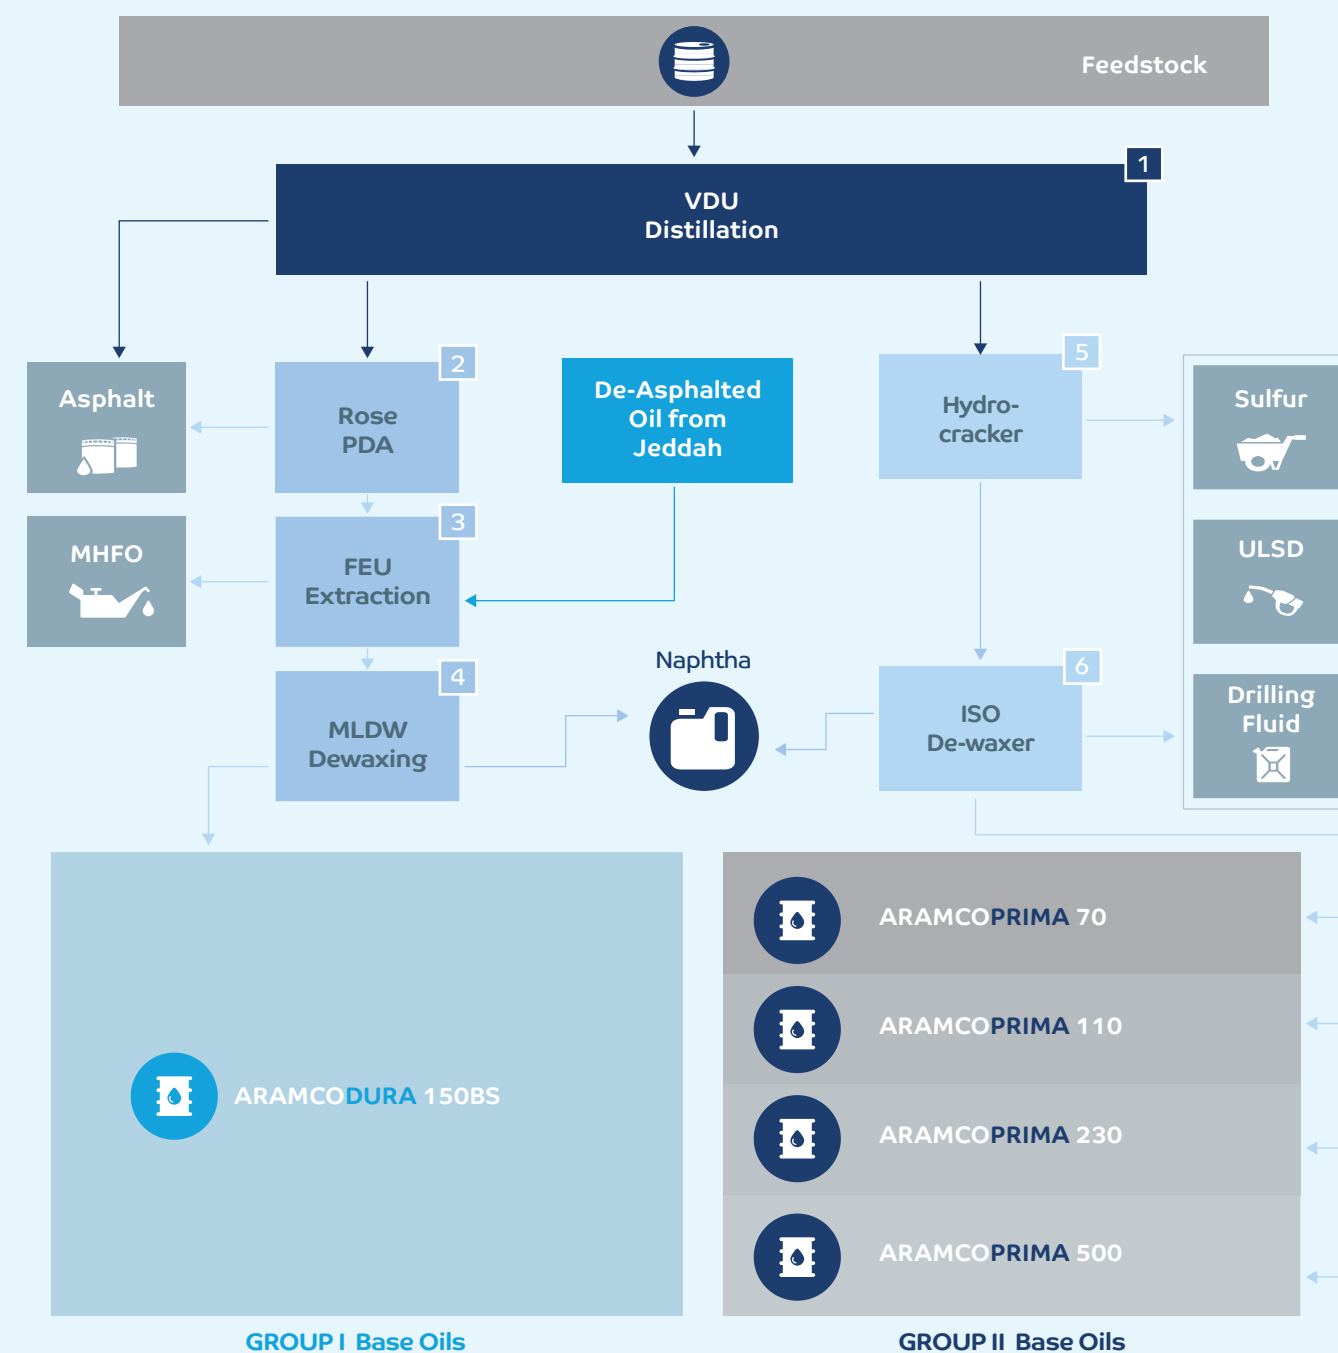 Feedstock
1
VDU
Distillation
Asphalt
2
Rose
PDA
De-Asphalted
Oil from
Jeddah
5
Hydro-
cracker
Sulfur
MHFO
3
FEU
Extraction
ULSD
4
MLDW
Dewaxing
Naphtha
6
ISO
De-waxer
Drilling
Fluid
ARAMCODURA 150BS
GROUP I Base Oils
ARAMCOPRIMA 70
ARAMCOPRIMA 110
ARAMCOPRIMA 230
ARAMCOPRIMA 500
GROUP II Base Oils